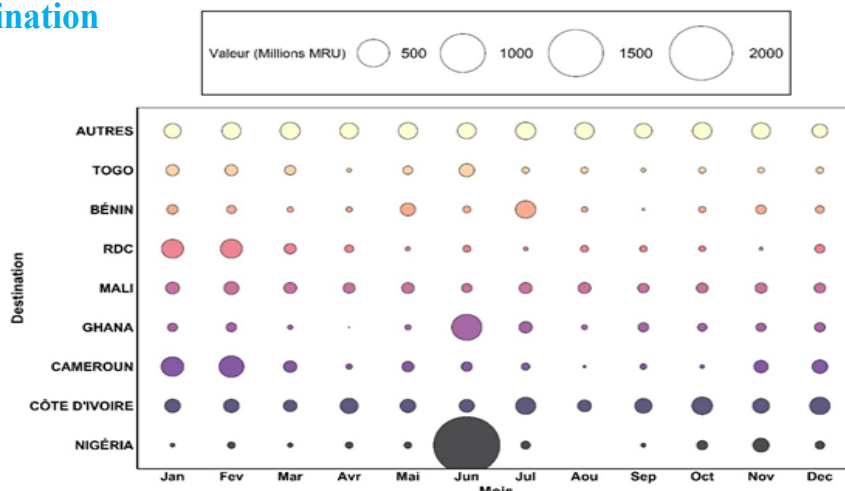 ination
Valeur (Millions MRU) 500 1000 1500 2000
AUTRES
TOGO
BÉNIN
RDC
MALI
GHANA
CAMEROUN
CÔTE D'IVOIRE
NIGÉRIA
Destination
Jan Fev Mar Avr Mai Jun Jul Aou Sep Oct Nov Dec
Mois